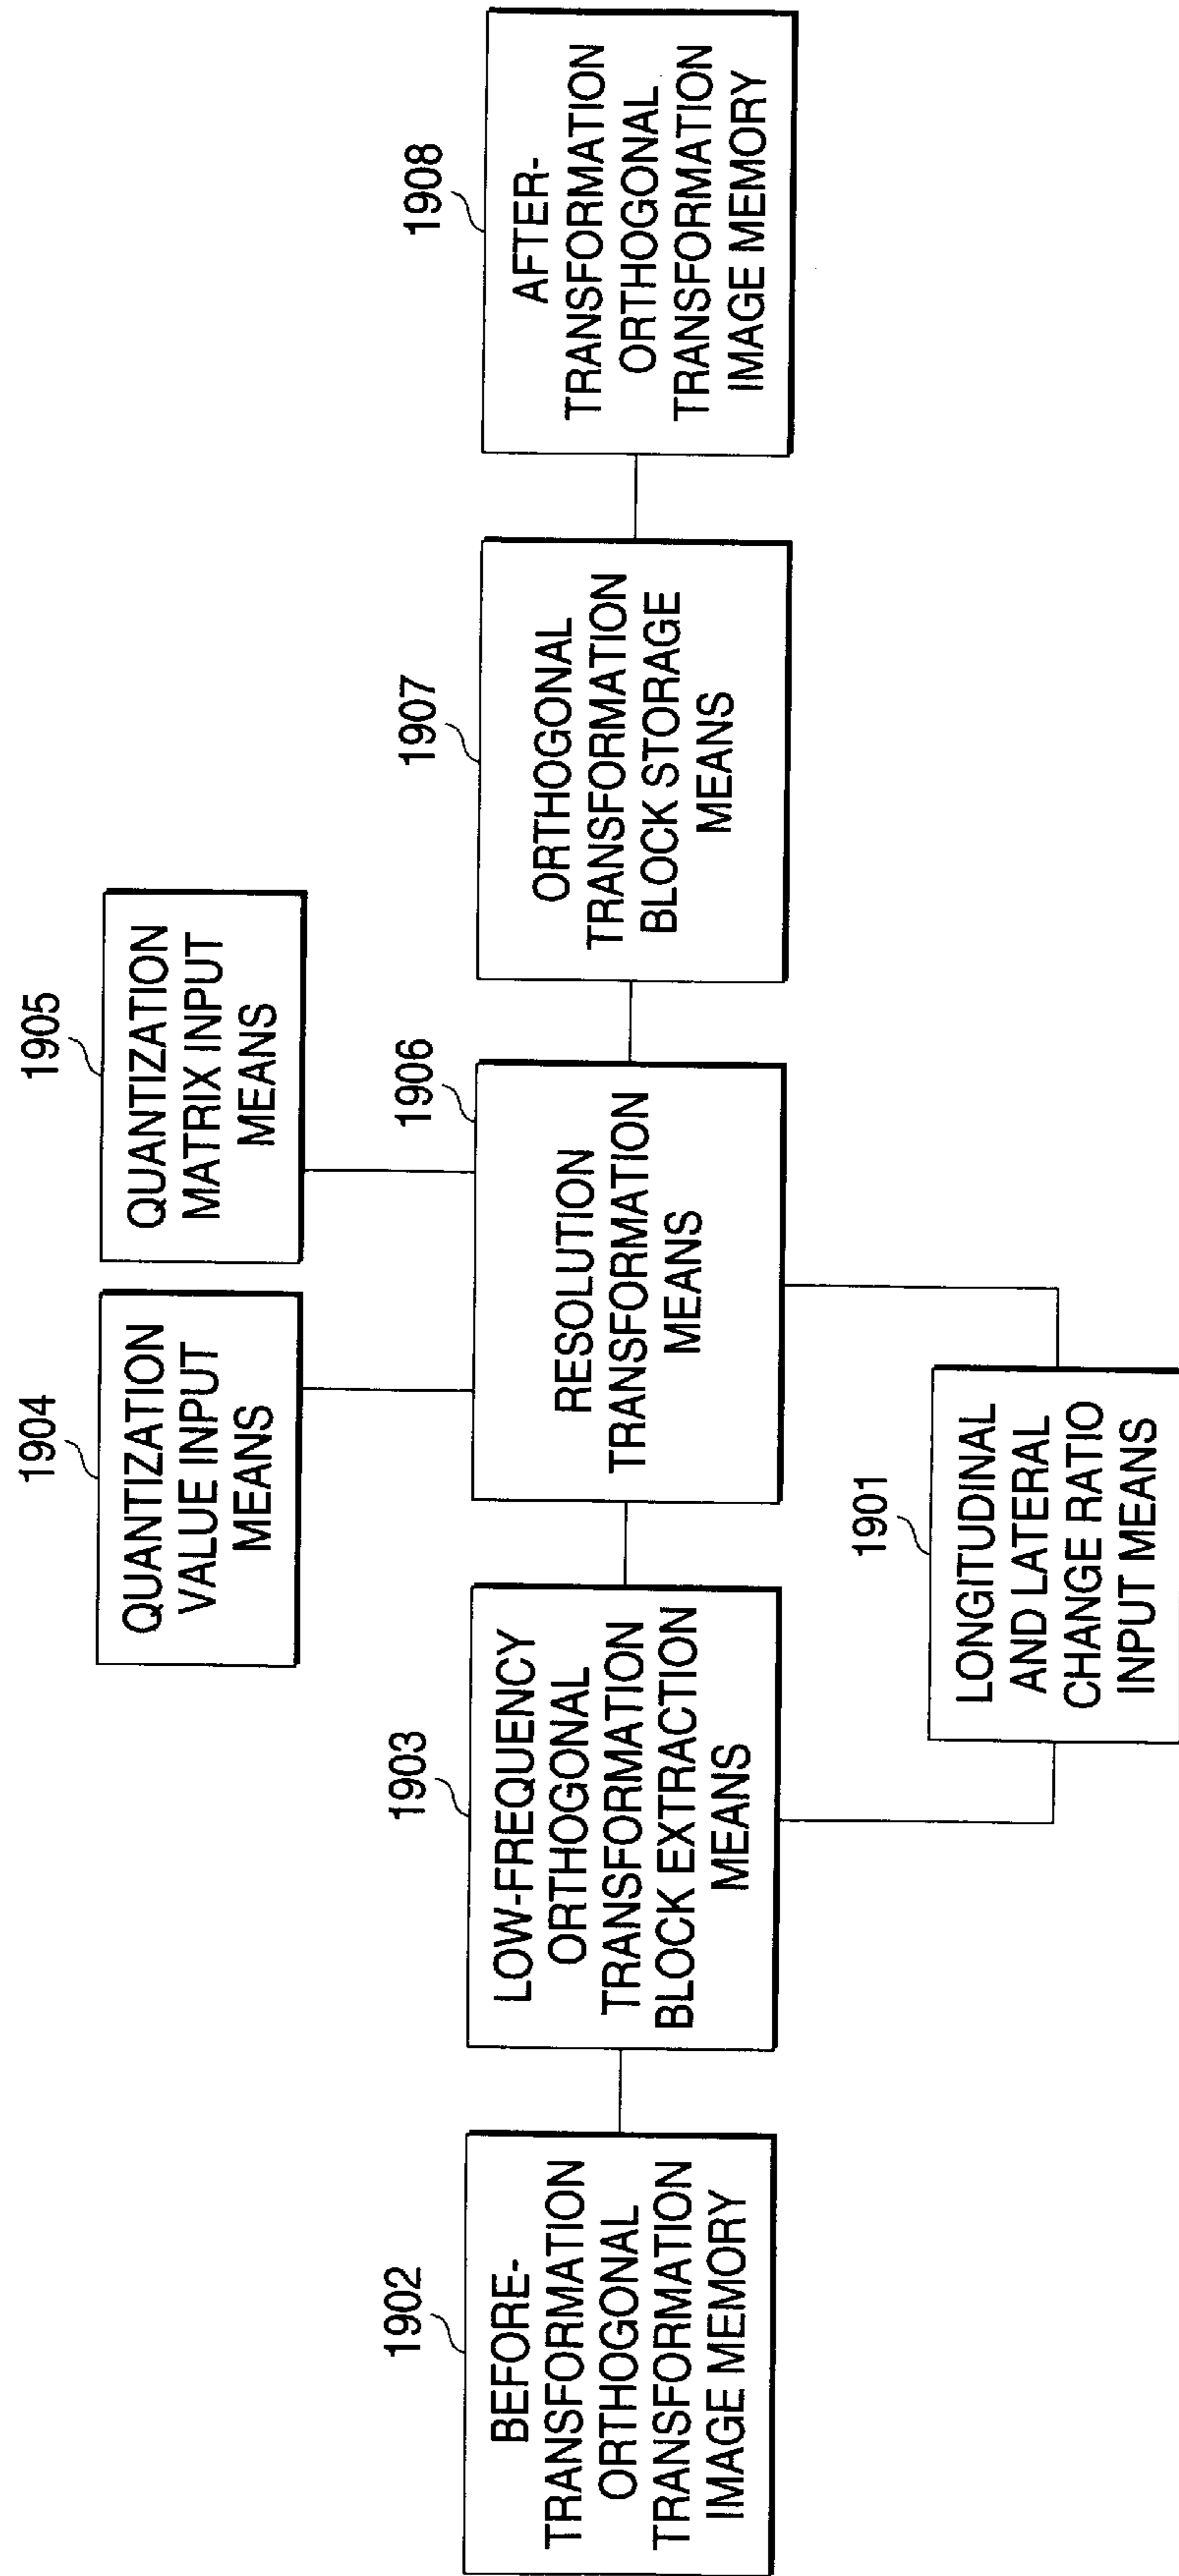 1904
QUANTIZATION
VALUE INPUT
MEANS
1905
QUANTIZATION
MATRIX INPUT
MEANS
1902
BEFORE-
TRANSFORMATION
ORTHOGONAL
TRANSFORMATION
IMAGE MEMORY
1903
LOW-FREQUENCY
ORTHOGONAL
TRANSFORMATION
BLOCK EXTRACTION
MEANS
1906
RESOLUTION
TRANSFORMATION
MEANS
1907
ORTHOGONAL
TRANSFORMATION
BLOCK STORAGE
MEANS
1908
AFTER-
TRANSFORMATION
ORTHOGONAL
TRANSFORMATION
IMAGE MEMORY
1901
LONGITUDINAL
AND LATERAL
CHANGE RATIO
INPUT MEANS